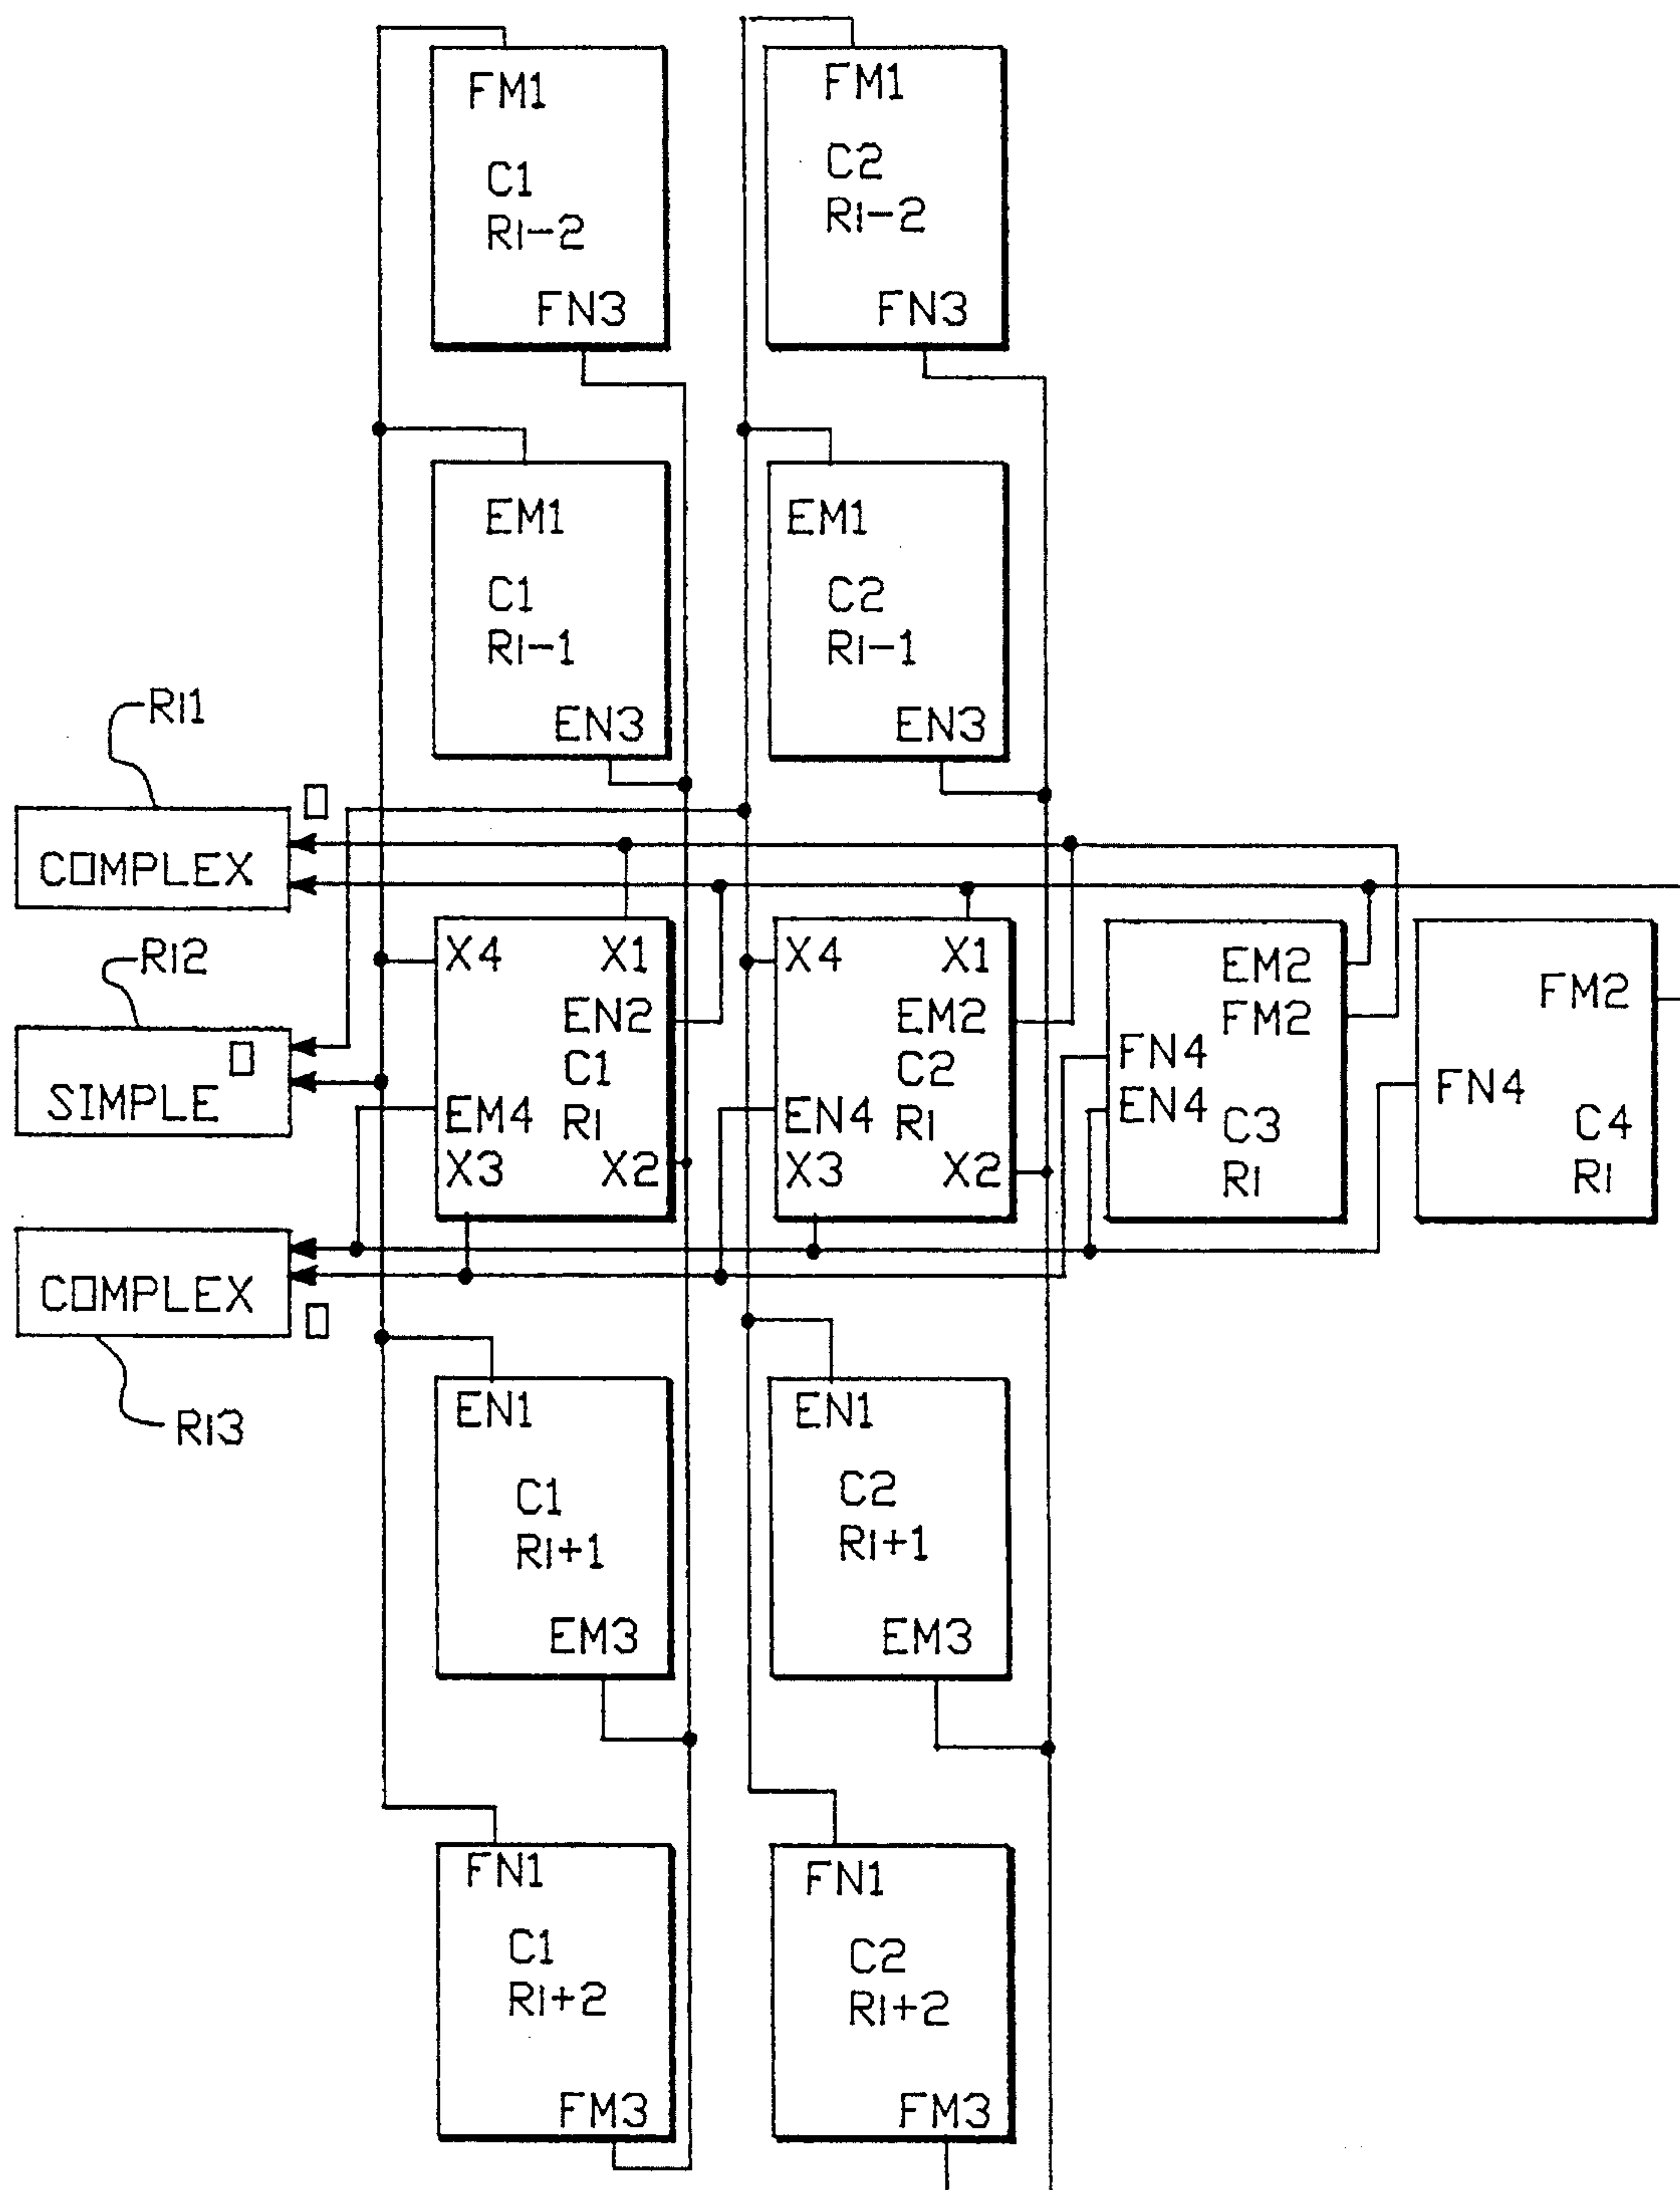 FM1
C1
Ri-2
FN3
FM1
C2
Ri-2
FN3
EM1
C1
Ri-1
EN3
EM1
C2
Ri-1
EN3
Ri1
COMPLEX
Ri2
SIMPLE
COMPLEX
Ri3
X4 X1
EN2
C1
EM4 Ri
X3 X2
X4 X1
EM2
C2
EN4 Ri
X3 X2
EM2
FM2
FN4
EN4
C3
Ri
FM2
FN4
C4
Ri
EN1
C1
Ri+1
EM3
EN1
C2
Ri+1
EM3
FN1
C1
Ri+2
FM3
FN1
C2
Ri+2
FM3